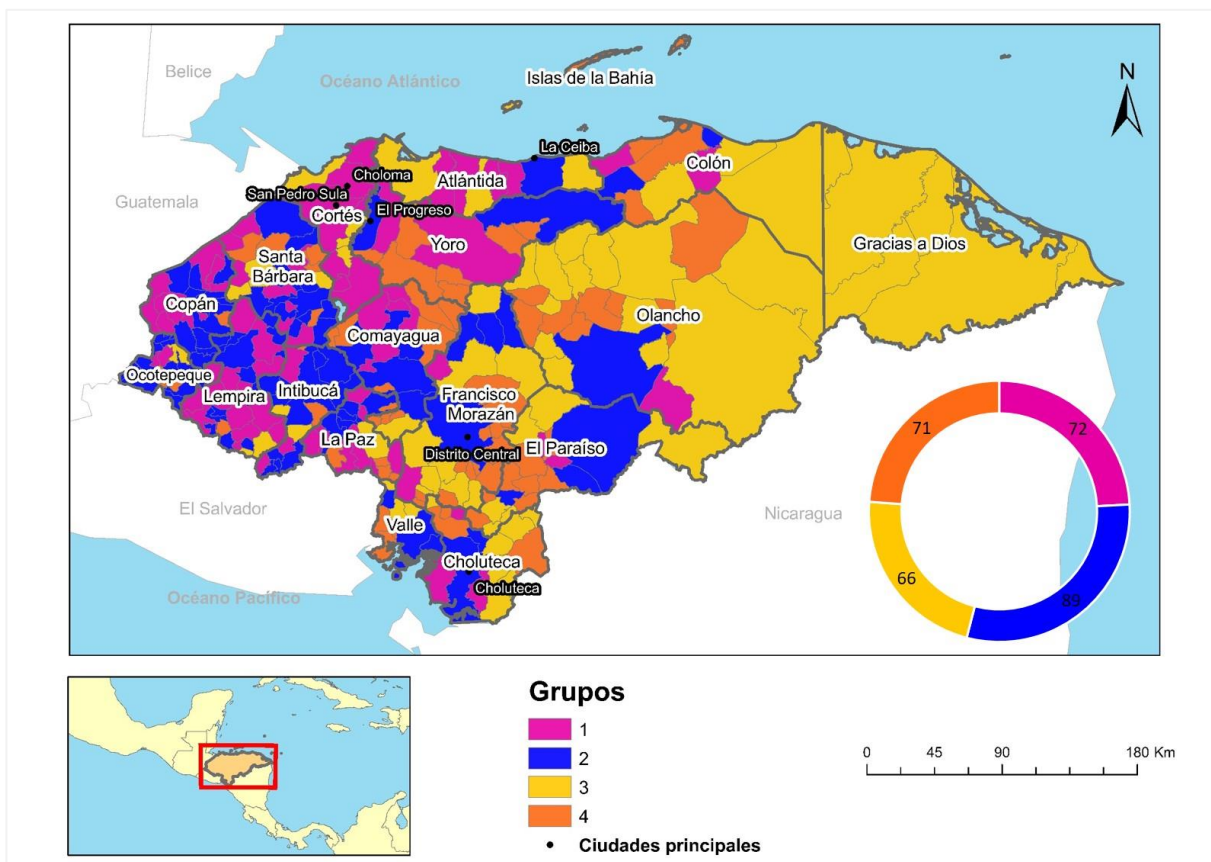 Belice
Océano Atlántico
Islas de la Bahía
N
La Ceiba
Colón
Choloma
Atlántida
San Pedro Sula
Guatemala
Cortés
El Progreso
Yoro
Gracias a Dios
Santa
Bárbara
Copán
Olancho
Comayagua
Ocotepeque
Intibucá
Lempira
Francisco
Morazán
La Paz
El Paraíso
Distrito Central
71
72
El Salvador
Nicaragua
Valle
Choluteca
Choluteca
66
89
Océano Pacífico
Grupos
1
2
3
4
Ciudades principales
0 45 90 180 Km